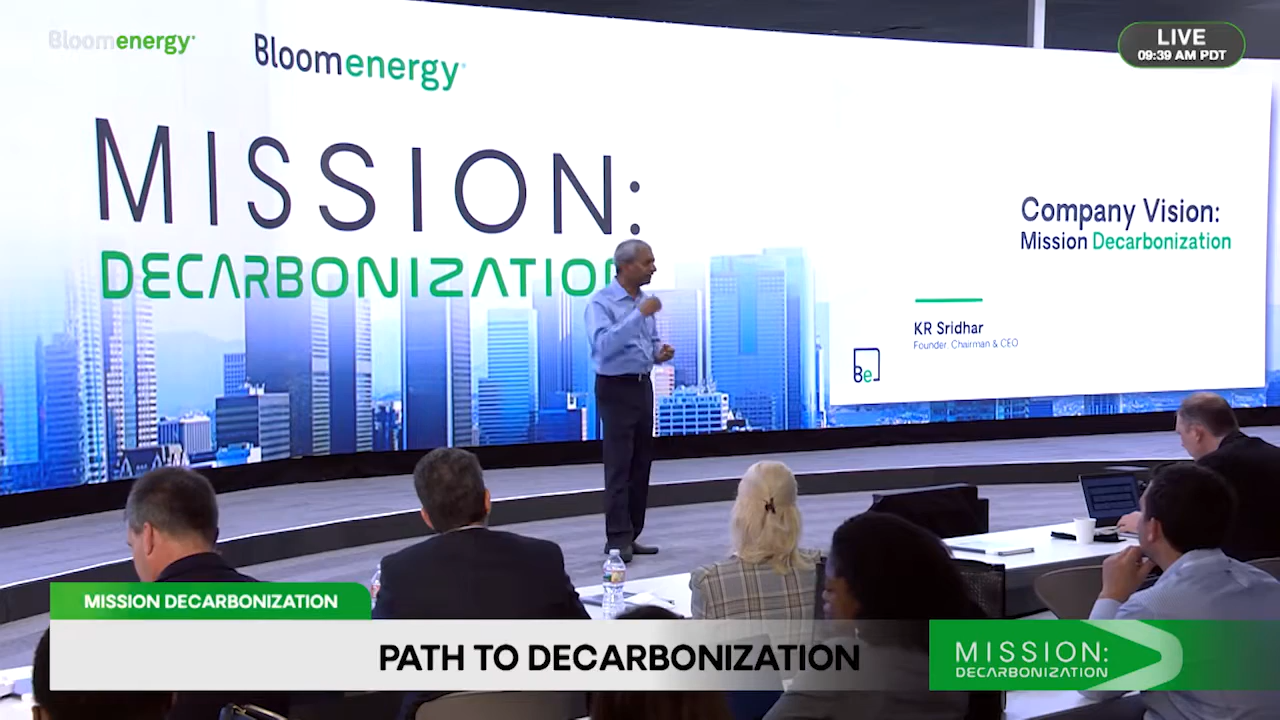 Bloomenergy
Bloomenergy
LIVE
09:39 AM PDT
MISSION:
DECARBONIZATION
Company Vision:
Mission Decarbonization
KR Sridhar
Founder, Chairman & CEO
Be
MISSION DECARBONIZATION
PATH TO DECARBONIZATION
MISSION:
DECARBONIZATION